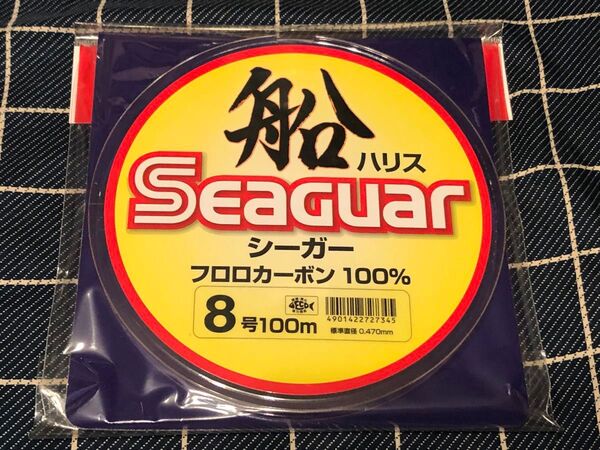 船
ハリス
Seaguar
シーガー
フロロカーボン 100%
8号100m
4901422727345
標準直径 0.470mm